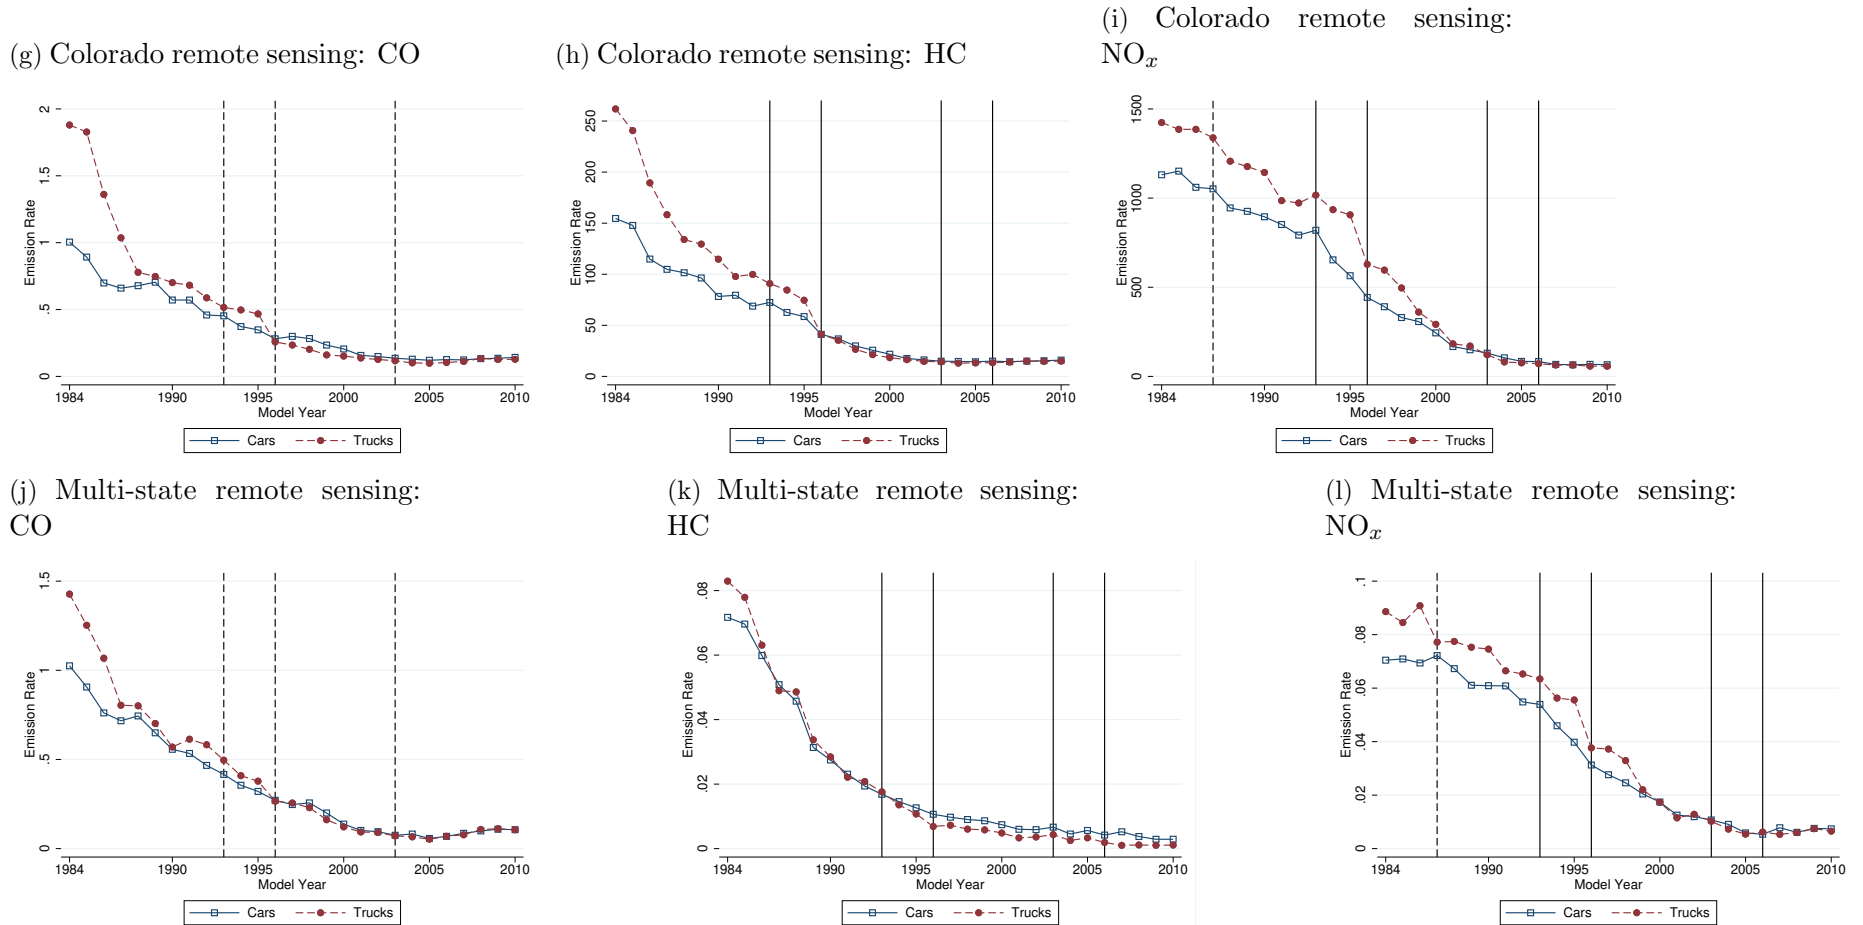 (g) Colorado remote sensing: CO
Emission Rate
2
1.5
1
.5
0
1984 1990 1995 2000 2005 2010
Model Year
Cars Trucks
(h) Colorado remote sensing: HC
Emission Rate
250
200
150
100
50
0
1984 1990 1995 2000 2005 2010
Model Year
Cars Trucks
(i) Colorado remote sensing:
NOx
Emission Rate
1500
1000
500
0
1984 1990 1995 2000 2005 2010
Model Year
Cars Trucks
(j) Multi-state remote sensing:
CO
Emission Rate
1.5
1
.5
0
1984 1990 1995 2000 2005 2010
Model Year
Cars Trucks
(k) Multi-state remote sensing:
HC
Emission Rate
.08
.06
.04
.02
0
1984 1990 1995 2000 2005 2010
Model Year
Cars Trucks
(l) Multi-state remote sensing:
NOx
Emission Rate
.1
.08
.06
.04
.02
0
1984 1990 1995 2000 2005 2010
Model Year
Cars Trucks